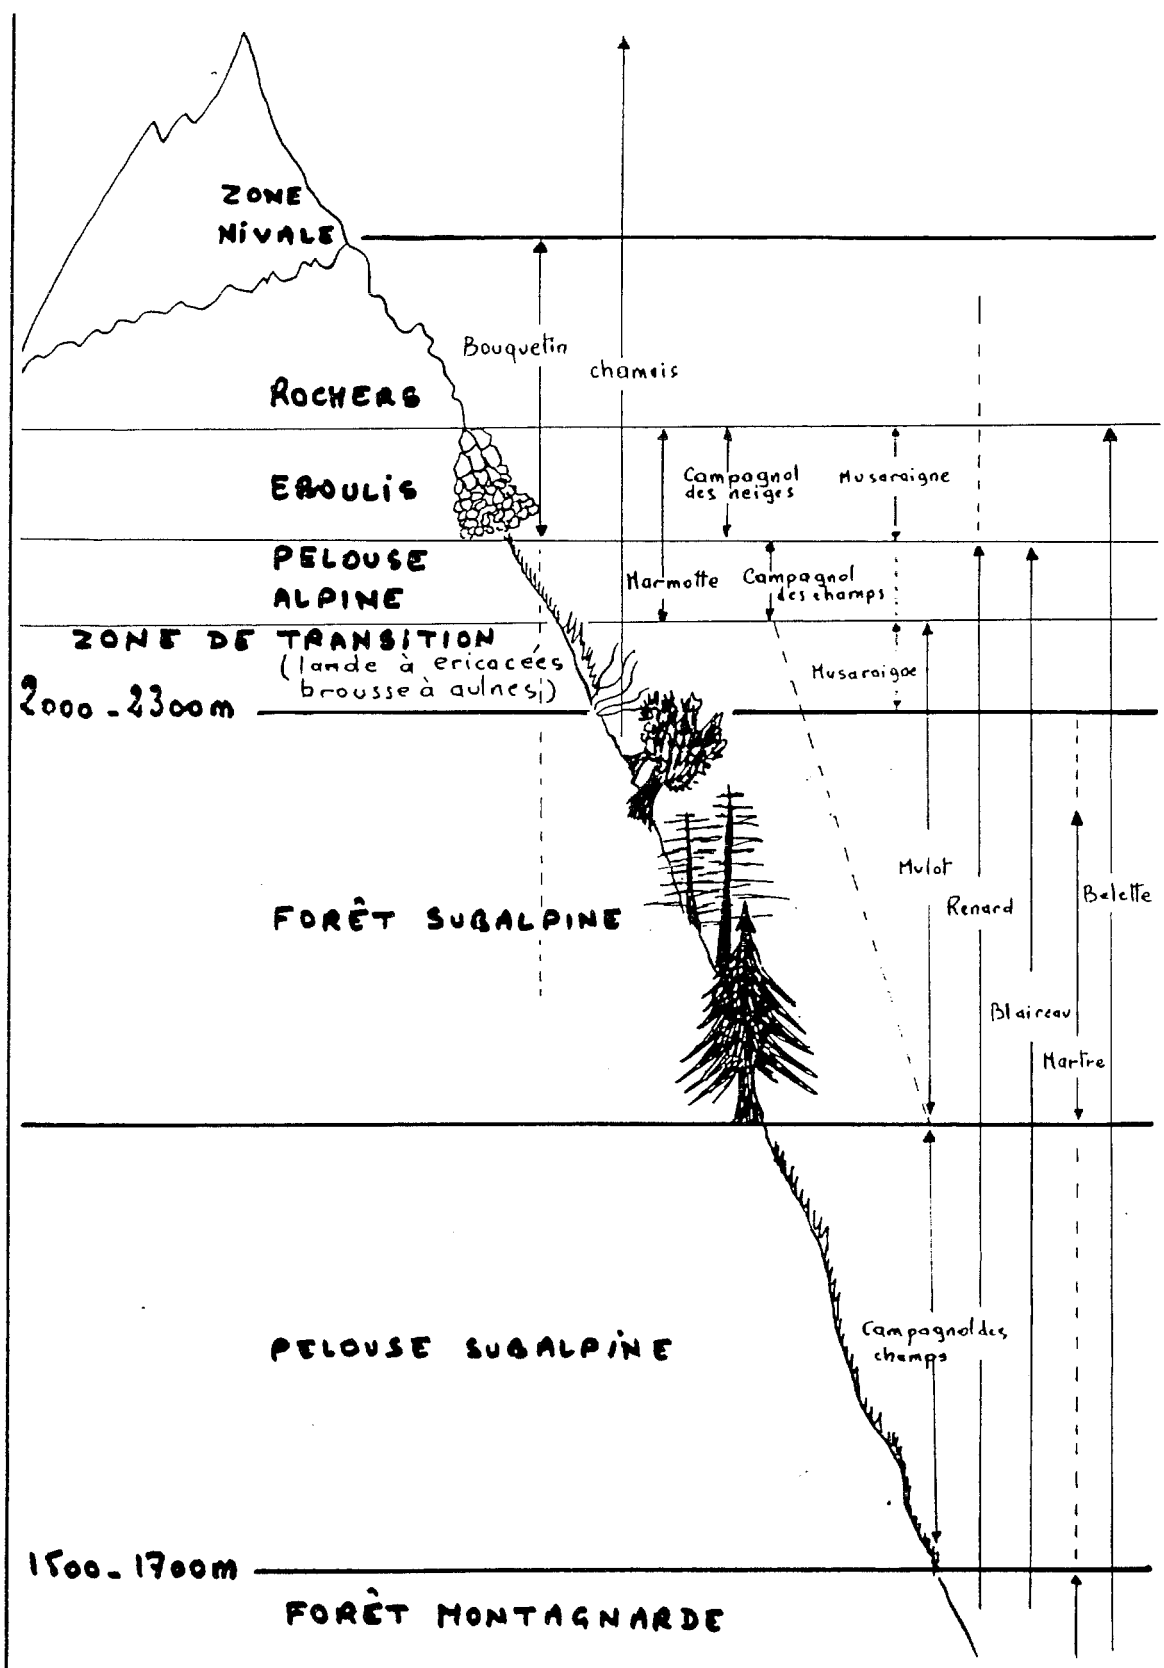 ZONE
NIVALE
Bouquetin
chamois
ROCHERS
EBOULIS
Campagnol
des neiges
Musaraigne
PELOUSE
ALPINE
Marmotte
Campagnol
des champs
ZONE DE TRANSITION
(lande à ericacées
brousse à aulnes)
Musaraigne
2000-2300m
Mulot
Renard
Belette
FORÊT SUBALPINE
Blaireau
Martre
Campagnol des
champs
PELOUSE SUBALPINE
1500-1700m
FORÊT MONTAGNARDE